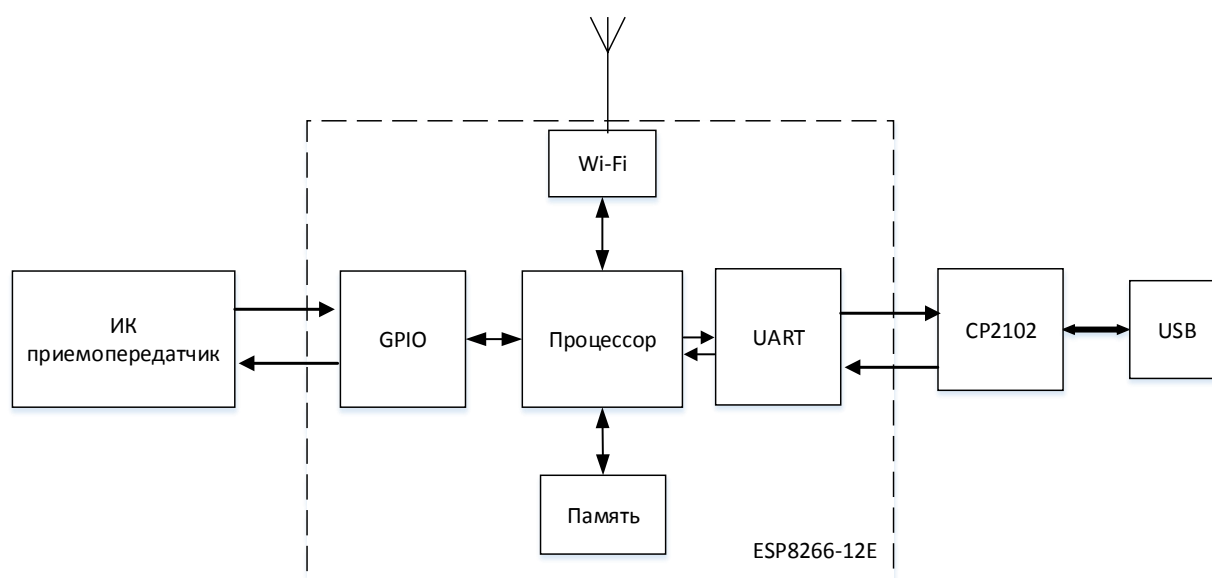 Wi-Fi
ИК
приемопередатчик
GPIO
Процессор
UART
CP2102
USB
Память
ESP8266-12E